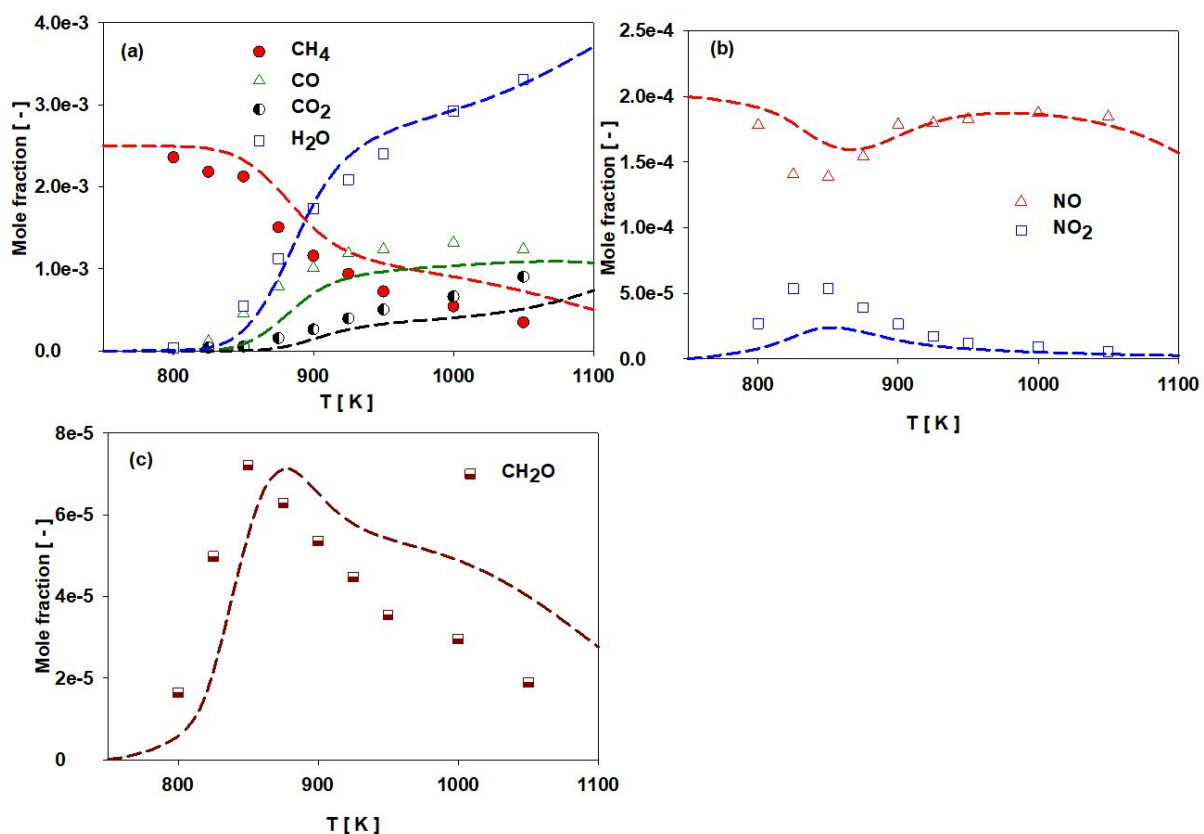 (a)
CH4
CO
CO2
H2O
4.0e-3
3.0e-3
2.0e-3
1.0e-3
0.0
Mole fraction [ - ]
800 900 1000 1100
T [ K ]
(b)
NO
NO2
2.5e-4
2.0e-4
1.5e-4
1.0e-4
5.0e-5
0.0
Mole fraction [ - ]
800 900 1000 1100
T [ K ]
(c)
CH2O
8e-5
6e-5
4e-5
2e-5
0
Mole fraction [ - ]
800 900 1000 1100
T [ K ]